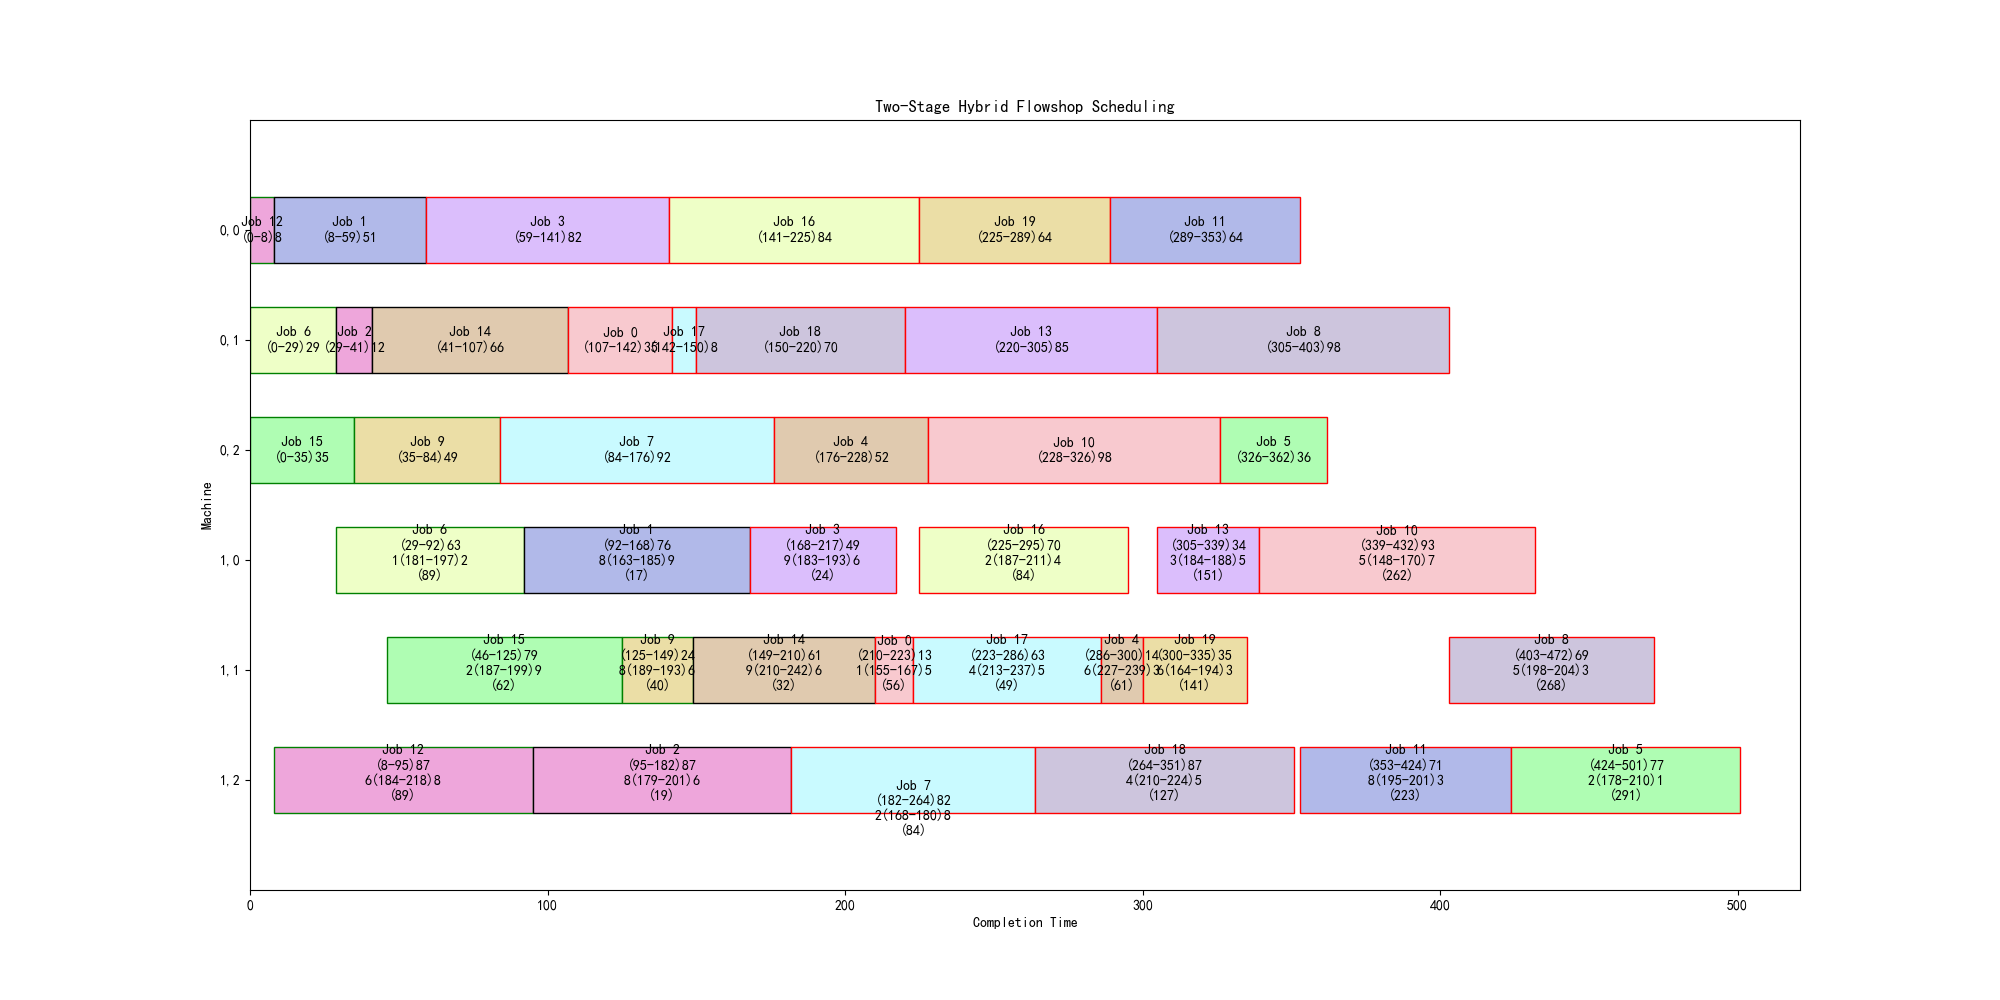 Two-Stage Hybrid Flowshop Scheduling
0,0
Job 12
(0-8)8
Job 1
(8-59)51
Job 3
(59-141)82
Job 16
(141-225)84
Job 19
(225-289)64
Job 11
(289-353)64
0,1
Job 6
(0-29)29
Job 2
(29-41)12
Job 14
(41-107)66
Job 0
(107-142)35
Job 17
(142-150)8
Job 18
(150-220)70
Job 13
(220-305)85
Job 8
(305-403)98
0,2
Job 15
(0-35)35
Job 9
(35-84)49
Job 7
(84-176)92
Job 4
(176-228)52
Job 10
(228-326)98
Job 5
(326-362)36
Machine
1,0
Job 6
(29-92)63
1(181-197)2
(89)
Job 1
(92-168)76
8(163-185)9
(17)
Job 3
(168-217)49
9(183-193)6
(24)
Job 16
(225-295)70
2(187-211)4
(84)
Job 13
(305-339)34
3(184-188)5
(151)
Job 10
(339-432)93
5(148-170)7
(262)
1,1
Job 15
(46-125)79
2(187-199)9
(62)
Job 9
(125-149)24
8(189-193)6
(40)
Job 14
(149-210)61
9(210-242)6
(32)
Job 0
(210-223)13
1(155-167)5
(56)
Job 17
(223-286)63
4(213-237)5
(49)
Job 4
(286-300)14
6(227-239)3
(61)
Job 19
(300-335)35
6(164-194)3
(141)
Job 8
(403-472)69
5(198-204)3
(268)
1,2
Job 12
(8-95)87
6(184-218)8
(89)
Job 2
(95-182)87
8(179-201)6
(19)
Job 7
(182-264)82
2(168-180)8
(84)
Job 18
(264-351)87
4(210-224)5
(127)
Job 11
(353-424)71
8(195-201)3
(223)
Job 5
(424-501)77
2(178-210)1
(291)
0
100
200
300
400
500
Completion Time